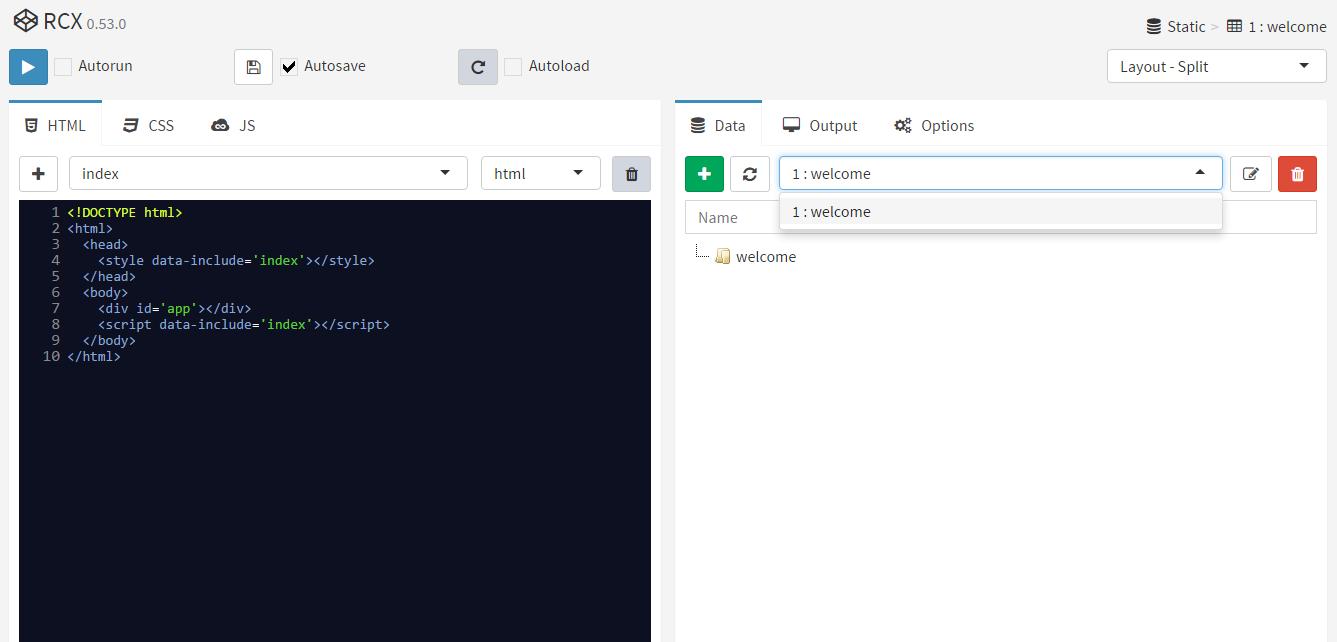 RCX 0.53.0
Static > 1 : welcome
Autorun
Autosave
Autoload
Layout - Split
HTML
CSS
JS
index
html
1 <!DOCTYPE html>
2 <html>
3 <head>
4 <style data-include='index'></style>
5 </head>
6 <body>
7 <div id='app'></div>
8 <script data-include='index'></script>
9 </body>
10 </html>
Data
Output
Options
1 : welcome
1 : welcome
Name
welcome